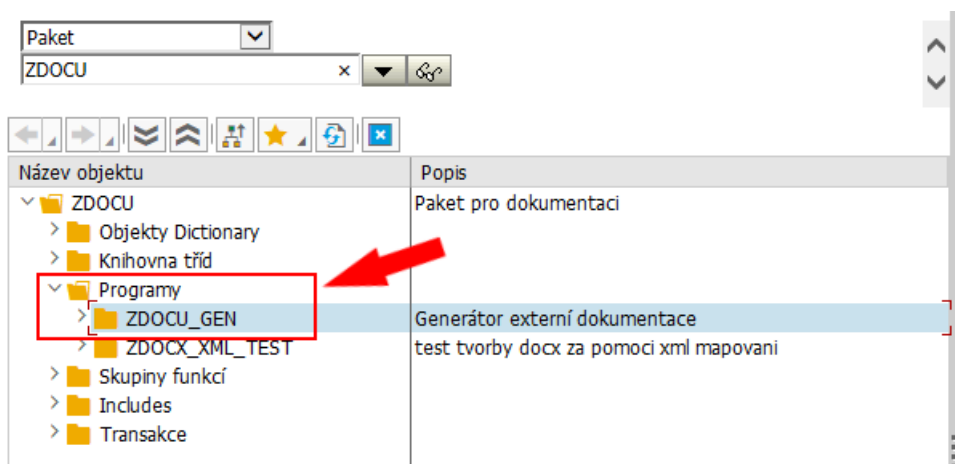 Paket
ZDOCU
Název objektu Popis
ZDOCU Paket pro dokumentaci
Objekty Dictionary
Knihovna tříd
Programy
ZDOCU_GEN Generátor externí dokumentace
ZDOCX_XML_TEST test tvorby docx za pomoci xml mapovani
Skupiny funkcí
Includes
Transakce